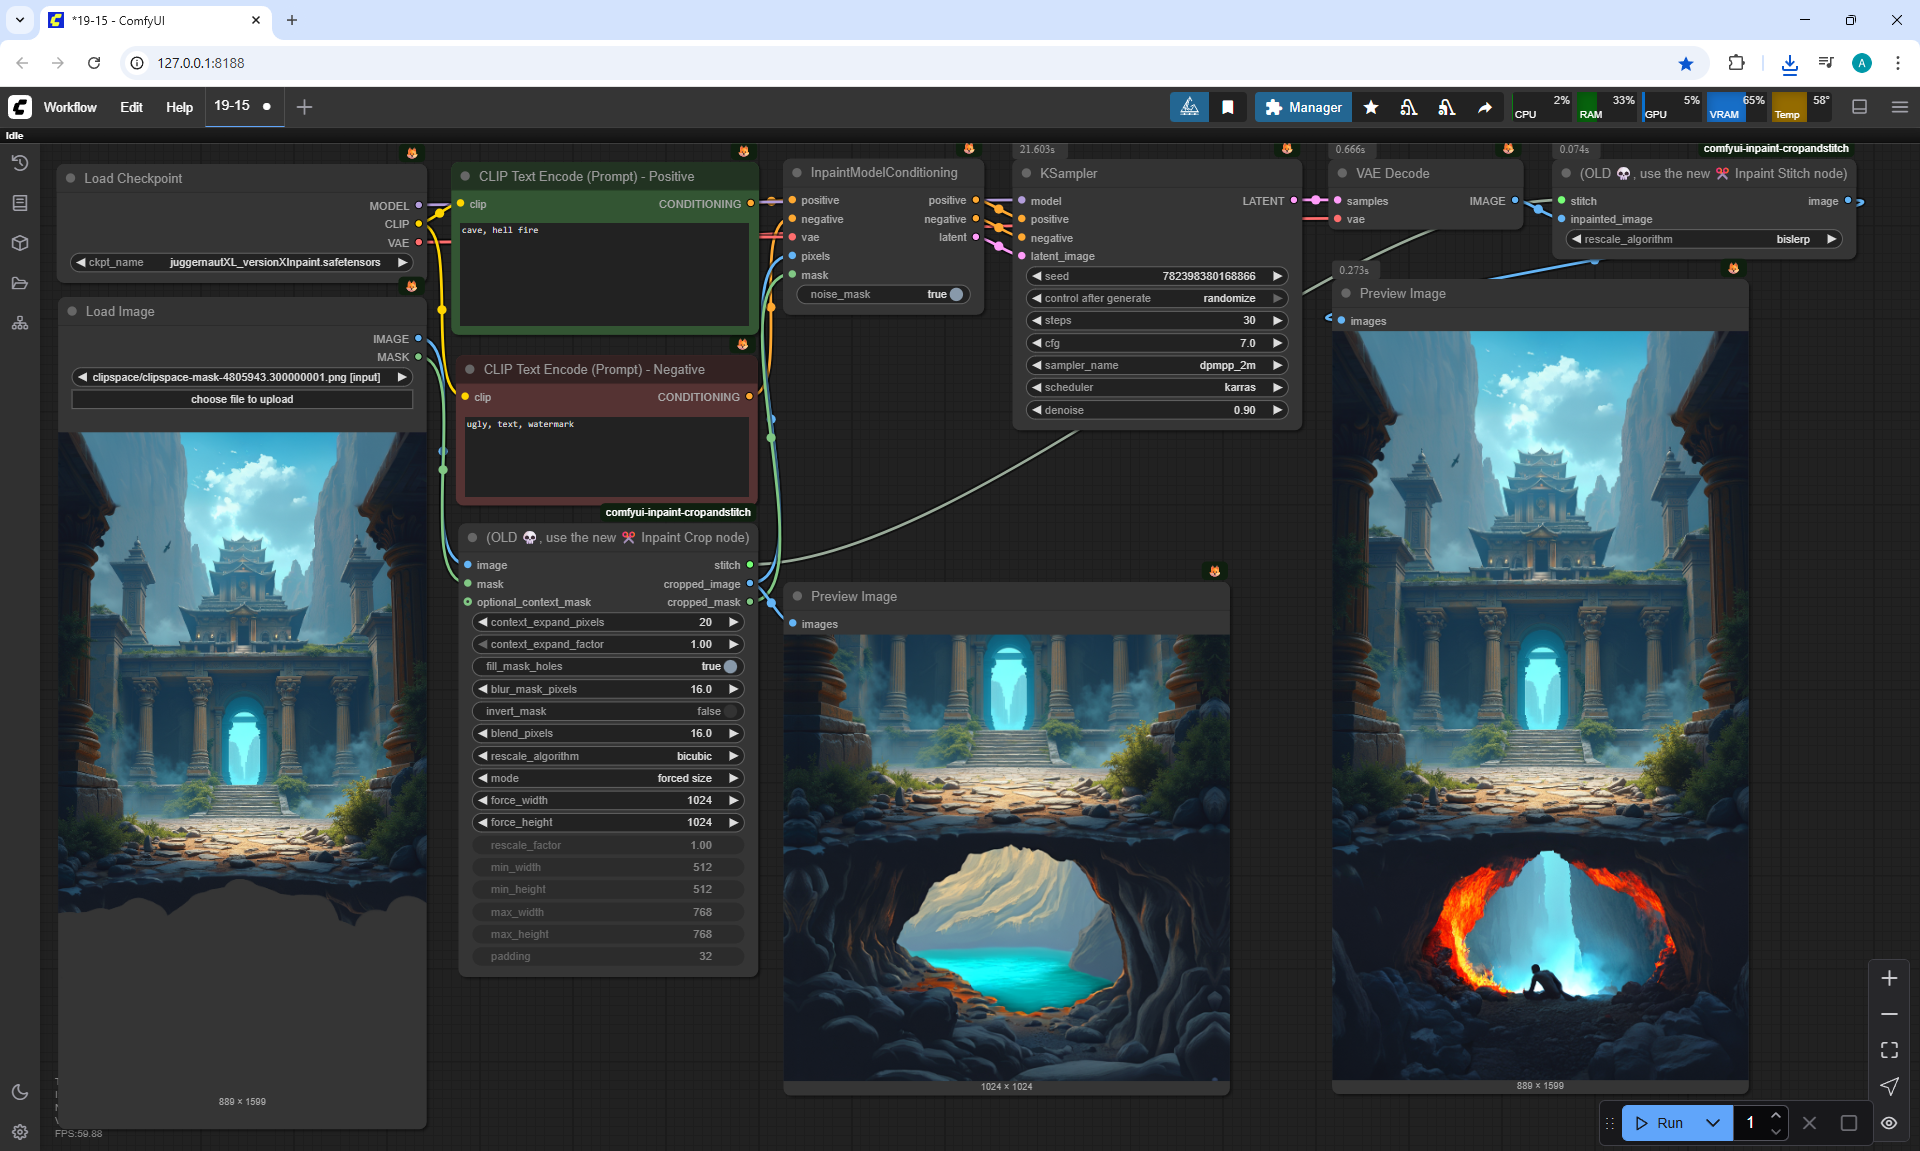 *19-15 - ComfyUI
127.0.0.1:8188
A
Workflow Edit Help 19-15
Manager
CPU 2% RAM 33% GPU 5% VRAM 65% Temp 58°
Idle
Load Checkpoint
MODEL
CLIP
VAE
ckpt_name juggernautXL_versionXInpaint.safetensors
Load Image
IMAGE
MASK
clipspace/clipspace-mask-4805943.300000001.png [input]
choose file to upload
889 × 1599
FPS:59.88
CLIP Text Encode (Prompt) - Positive
clip CONDITIONING
cave, hell fire
CLIP Text Encode (Prompt) - Negative
clip CONDITIONING
ugly, text, watermark
comfyui-inpaint-cropandstitch
(OLD 💀, use the new ✂️ Inpaint Crop node)
image stitch
mask cropped_image
optional_context_mask cropped_mask
context_expand_pixels 20
context_expand_factor 1.00
fill_mask_holes true
blur_mask_pixels 16.0
invert_mask false
blend_pixels 16.0
rescale_algorithm bicubic
mode forced size
force_width 1024
force_height 1024
rescale_factor 1.00
min_width 512
min_height 512
max_width 768
max_height 768
padding 32
InpaintModelConditioning
positive positive
negative negative
vae latent
pixels
mask
noise_mask true
Preview Image
images
1024 × 1024
21.603s
KSampler
model LATENT
positive
negative
latent_image
seed 782398380168866
control after generate randomize
steps 30
cfg 7.0
sampler_name dpmpp_2m
scheduler karras
denoise 0.90
0.666s
VAE Decode
samples IMAGE
vae
0.074s
comfyui-inpaint-cropandstitch
(OLD 💀, use the new ✂️ Inpaint Stitch node)
stitch image
inpainted_image
rescale_algorithm bislerp
0.273s
Preview Image
images
889 × 1599
Run 1